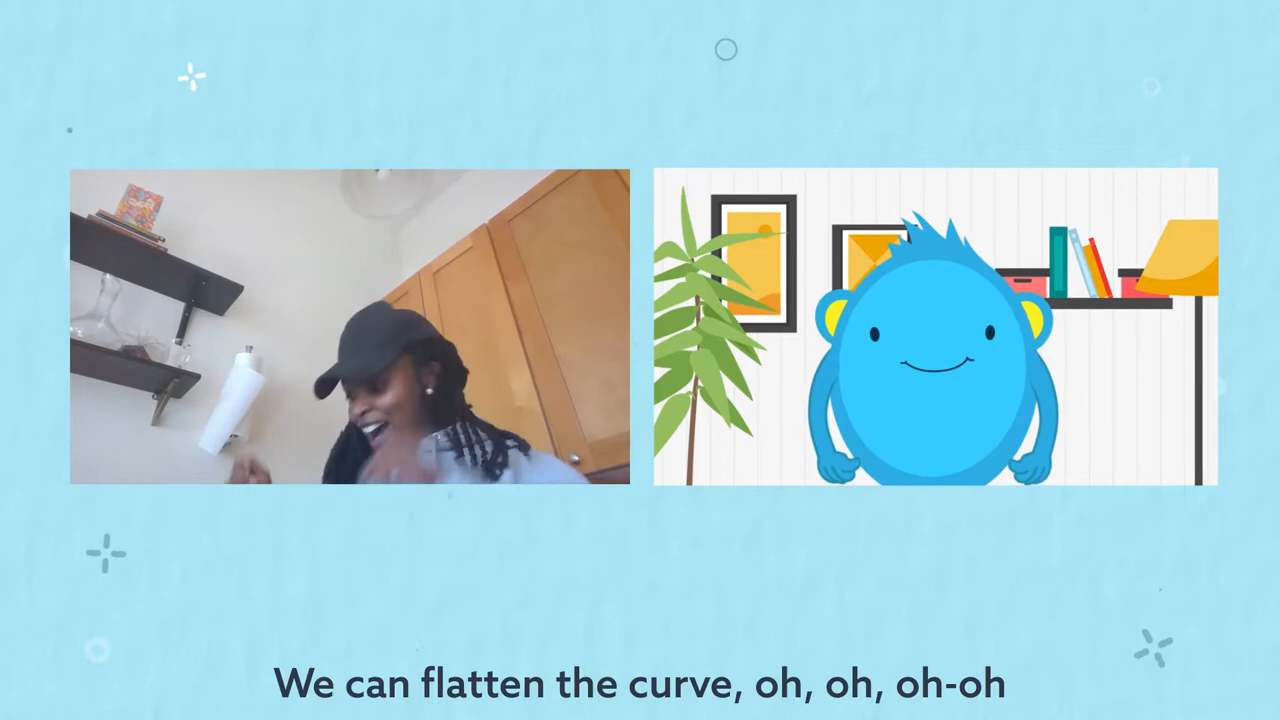 We can flatten the curve, oh, oh, oh-oh